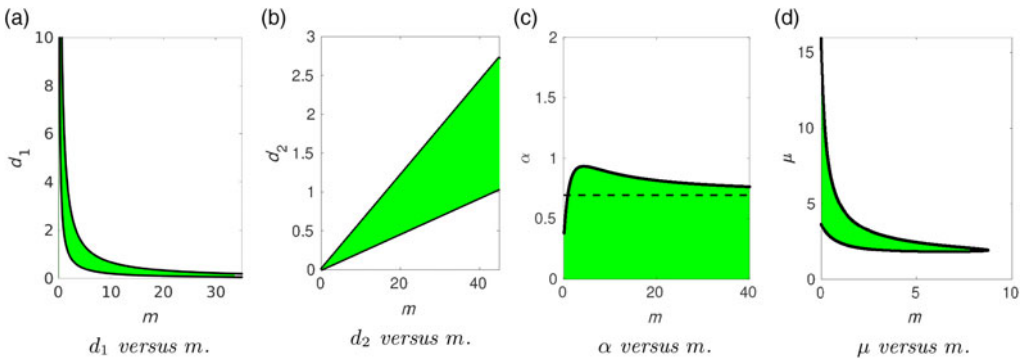 (a)
10
8
6
4
2
0
d₁
0 10 20 30
m
d₁ versus m.
(b)
3
2.5
2
1.5
1
0.5
0
d₂
0 20 40
m
d₂ versus m.
(c)
2
1.5
1
0.5
0
α
0 20 40
m
α versus m.
(d)
15
10
5
0
μ
0 5 10
m
μ versus m.